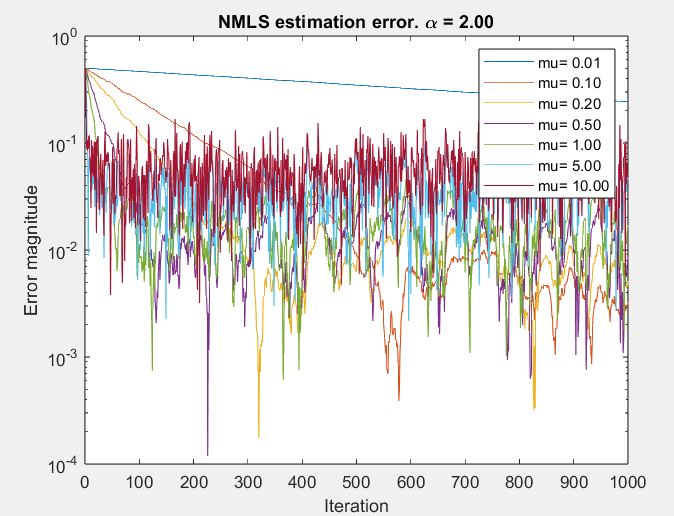 NMLS estimation error. α = 2.00
10^0
10^-1
10^-2
10^-3
10^-4
Error magnitude
mu= 0.01
mu= 0.10
mu= 0.20
mu= 0.50
mu= 1.00
mu= 5.00
mu= 10.00
0 100 200 300 400 500 600 700 800 900 1000
Iteration